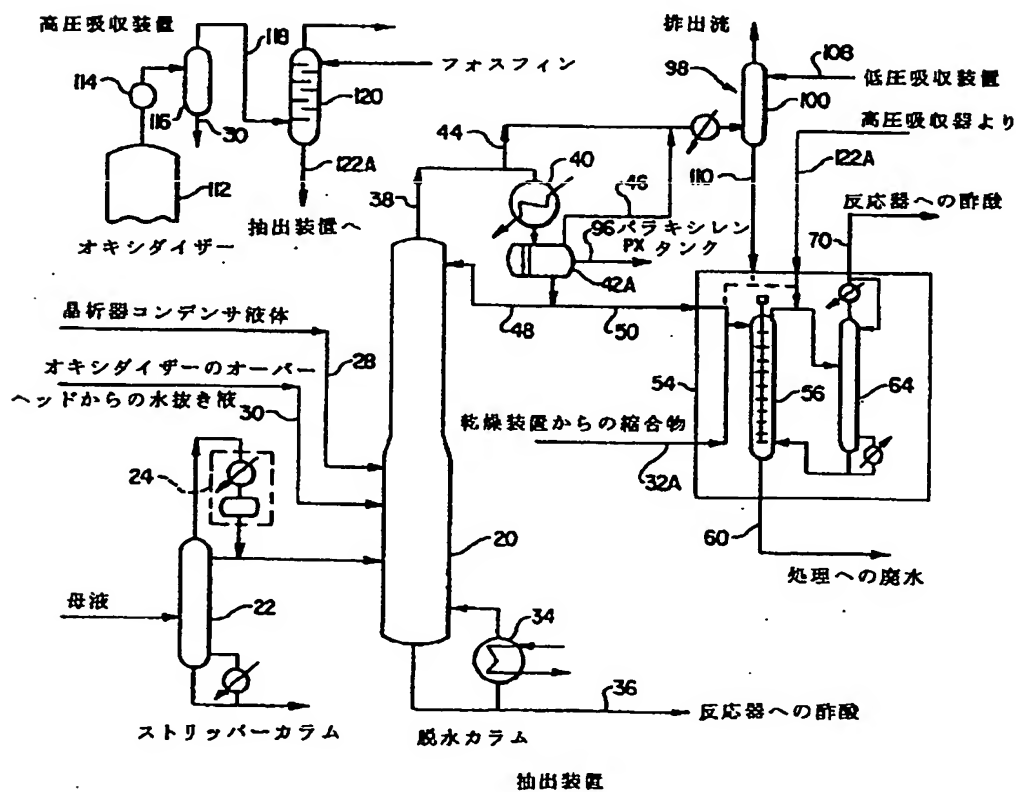 高圧吸収装置
118
114
116
30
112
オキシダイザー
フォスフィン
120
122A
抽出装置へ
排出流
98
108
低圧吸収装置
100
高圧吸収器より
110
122A
反応器への酢酸
70
44
40
38
46
96パラキシレン
PX タンク
42A
48
50
晶析器コンデンサ液体
28
オキシダイザーのオーバー
ヘッドからの水抜き液
30
54
56
64
乾燥装置からの縮合物
32A
24
20
60
処理への廃水
母液
22
34
36
反応器への酢酸
ストリッパーカラム
脱水カラム
抽出装置